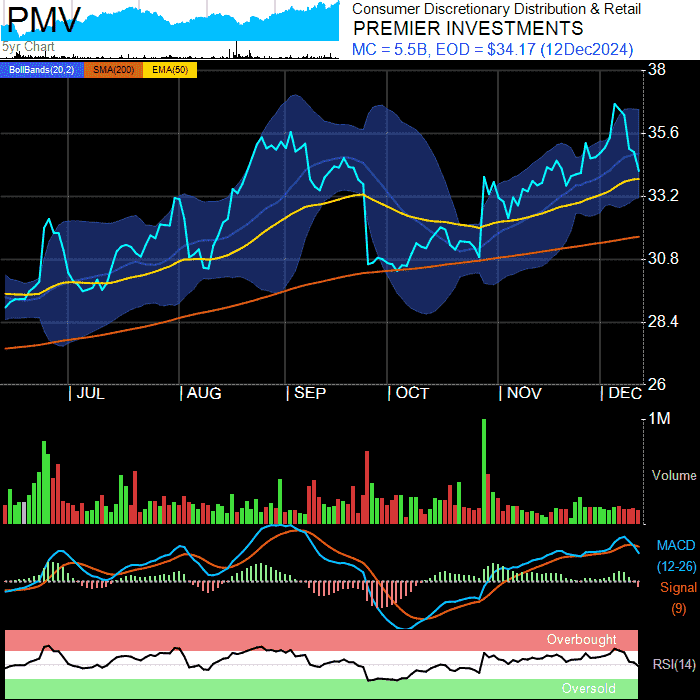 PMV
5yr Chart
Consumer Discretionary Distribution & Retail
PREMIER INVESTMENTS
MC = 5.5B, EOD = $34.17 (12Dec2024)
BollBands(20,2) SMA(200) EMA(50)
38
35.6
33.2
30.8
28.4
26
JUL AUG SEP OCT NOV DEC
1M
Volume
MACD
(12-26)
Signal
(9)
Overbought
RSI(14)
Oversold